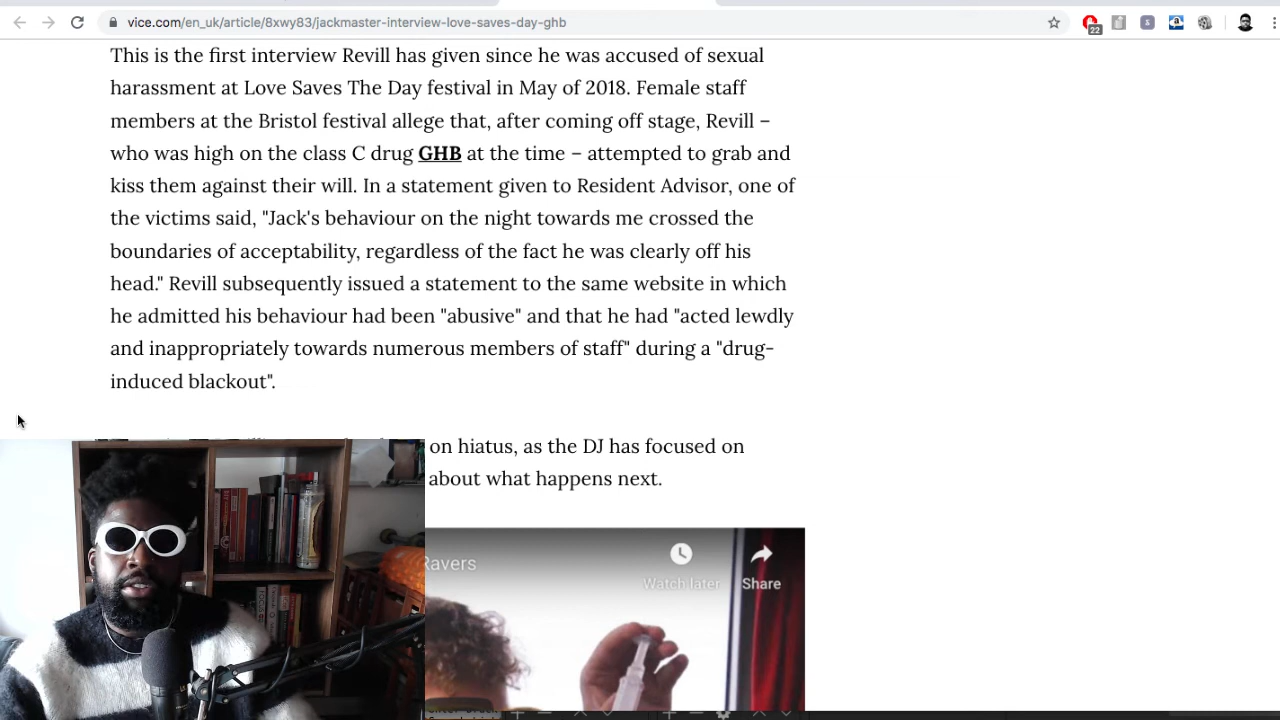 vice.com/en_uk/article/8xwy83/jackmaster-interview-love-saves-day-ghb
22
This is the first interview Revill has given since he was accused of sexual
harassment at Love Saves The Day festival in May of 2018. Female staff
members at the Bristol festival allege that, after coming off stage, Revill –
who was high on the class C drug GHB at the time – attempted to grab and
kiss them against their will. In a statement given to Resident Advisor, one of
the victims said, "Jack's behaviour on the night towards me crossed the
boundaries of acceptability, regardless of the fact he was clearly off his
head." Revill subsequently issued a statement to the same website in which
he admitted his behaviour had been "abusive" and that he had "acted lewdly
and inappropriately towards numerous members of staff" during a "drug-
induced blackout".
on hiatus, as the DJ has focused on
about what happens next.
Ravers
Watch later
Share